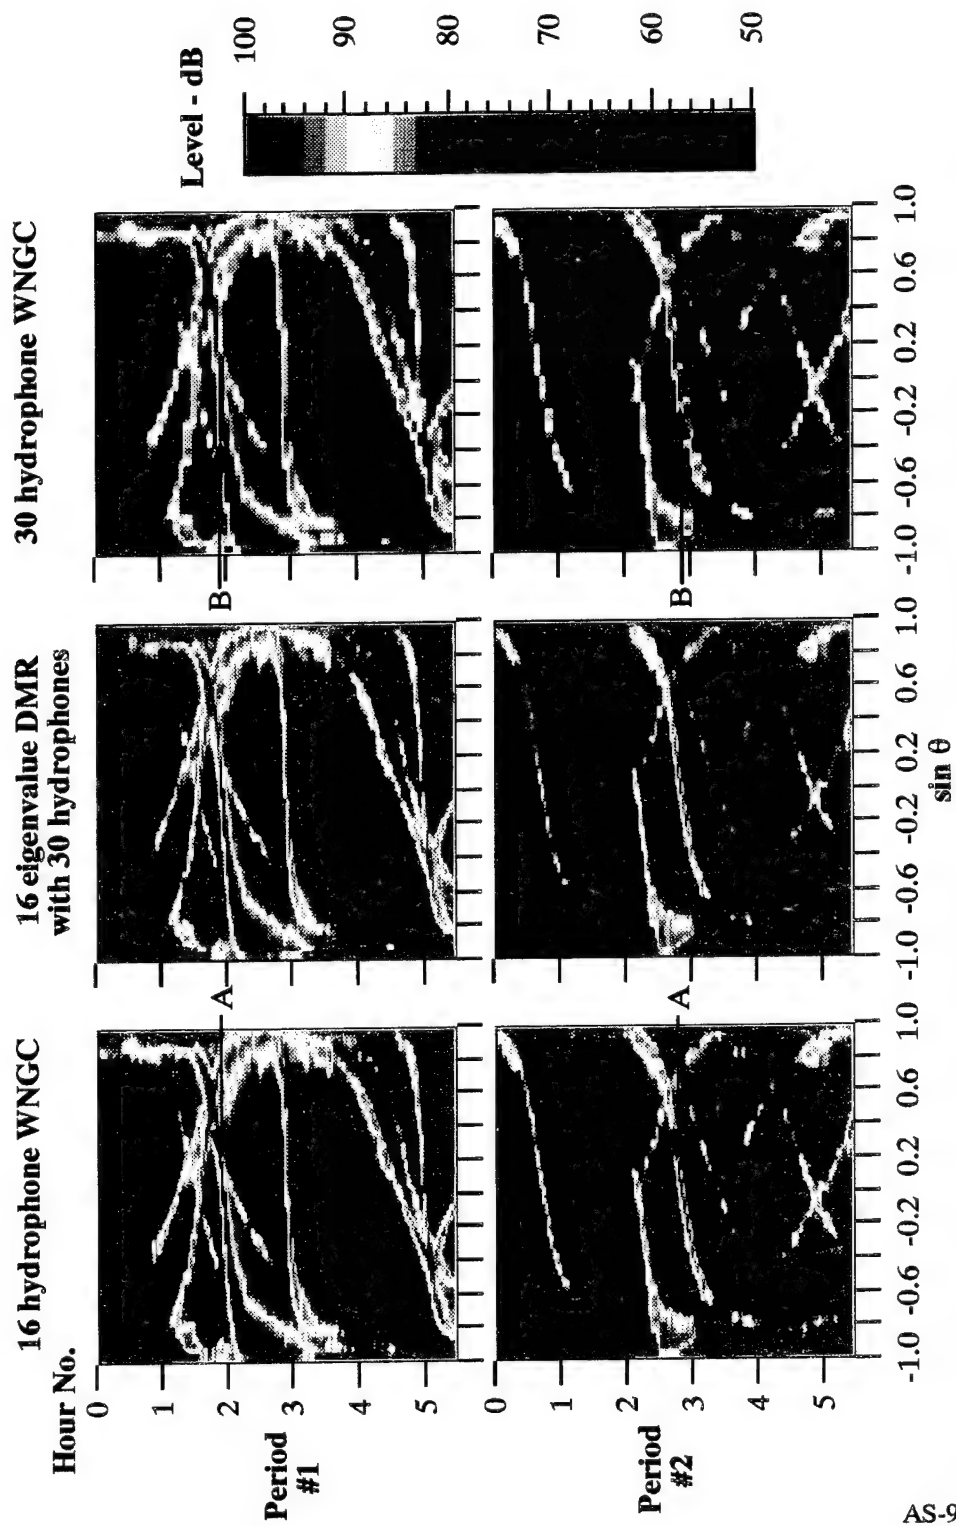 16 hydrophone WNGC
16 eigenvalue DMR
with 30 hydrophones
30 hydrophone WNGC
Level - dB
100
90
80
70
60
50
Hour No.
0
1
2
3
4
5
Period
#1
A
B
0
1
2
3
4
5
Period
#2
A
B
-1.0 -0.6 -0.2 0.2 0.6 1.0
-1.0 -0.6 -0.2 0.2 0.6 1.0
-1.0 -0.6 -0.2 0.2 0.6 1.0
sin θ
AS-9